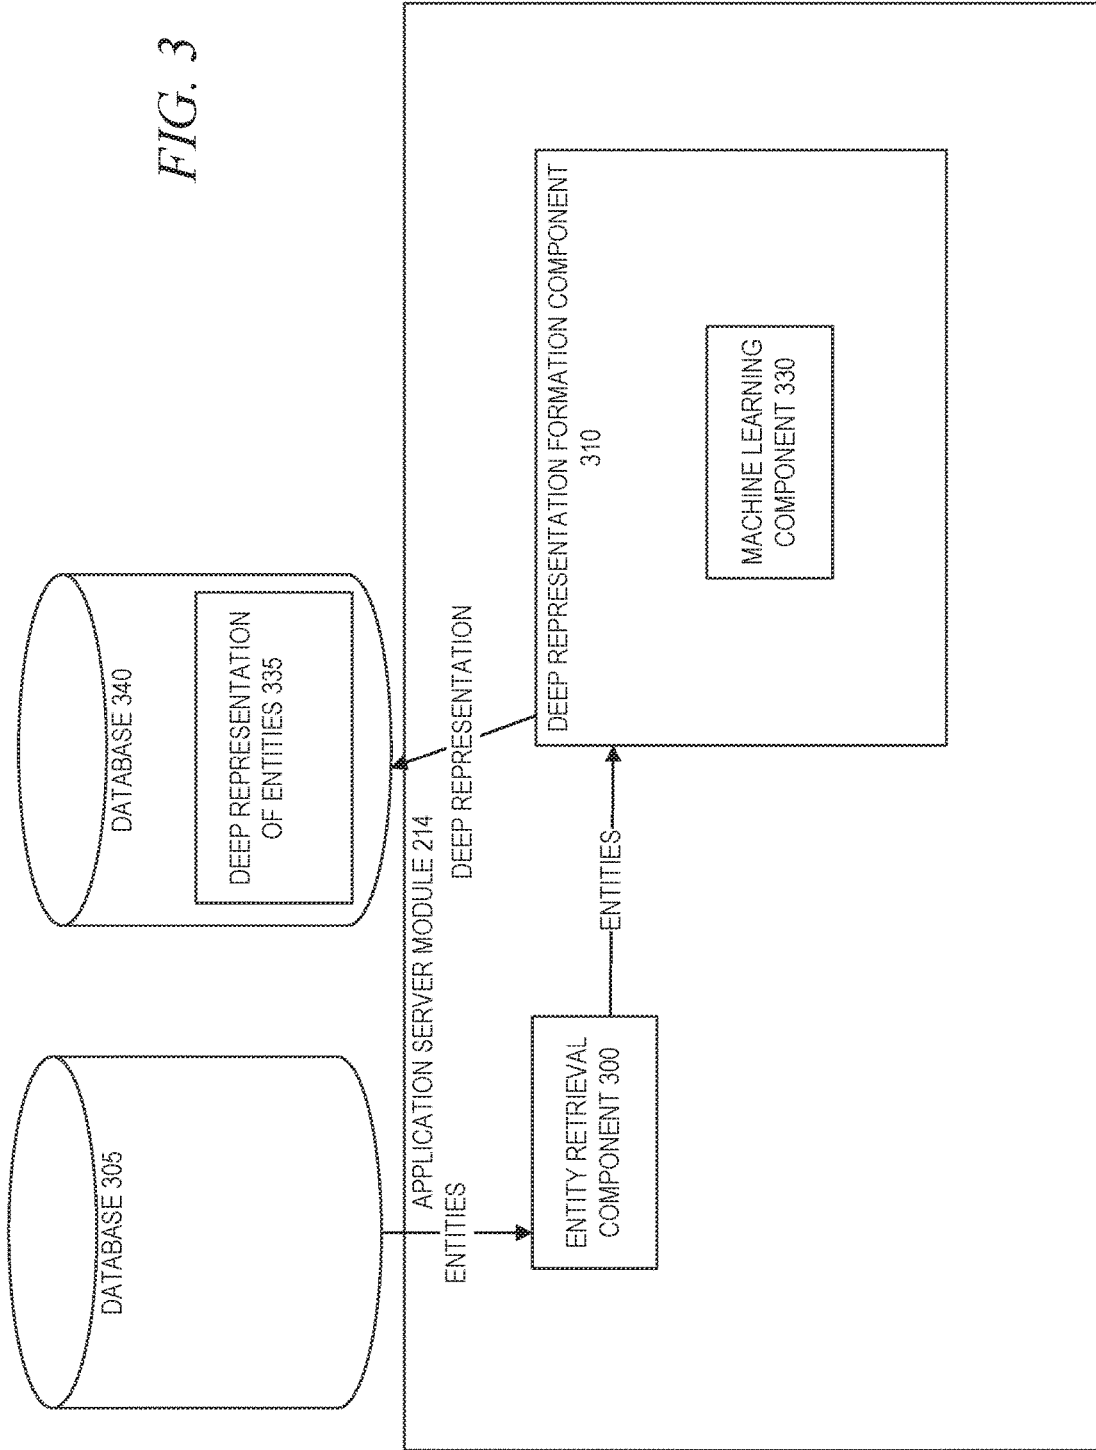 DATABASE 305
DATABASE 340
DEEP REPRESENTATION
OF ENTITIES 335
FIG. 3
APPLICATION SERVER MODULE 214
ENTITIES
DEEP REPRESENTATION
ENTITY RETRIEVAL
COMPONENT 300
ENTITIES
DEEP REPRESENTATION FORMATION COMPONENT
310
MACHINE LEARNING
COMPONENT 330